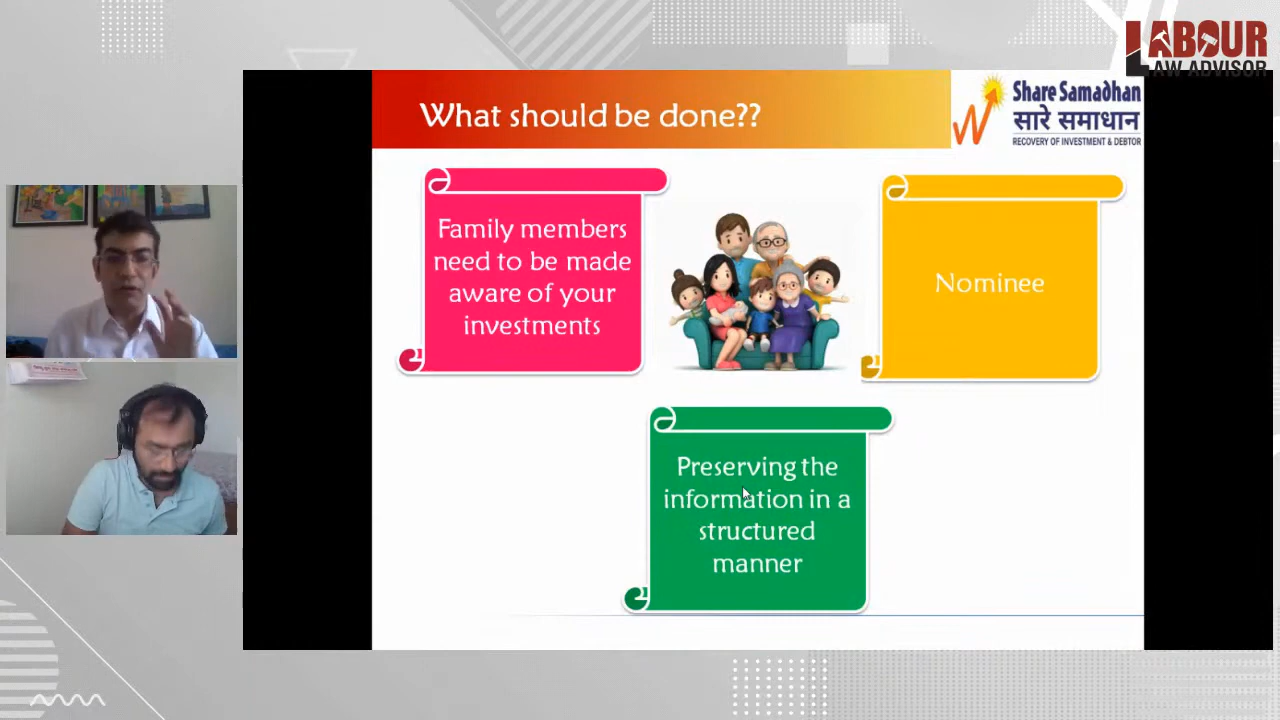 LABOUR
LAW ADVISOR
What should be done??
Share Samadhan
सारे समाधान
RECOVERY OF INVESTMENT & DEBTOR
Family members
need to be made
aware of your
investments
Nominee
Preserving the
information in a
structured
manner